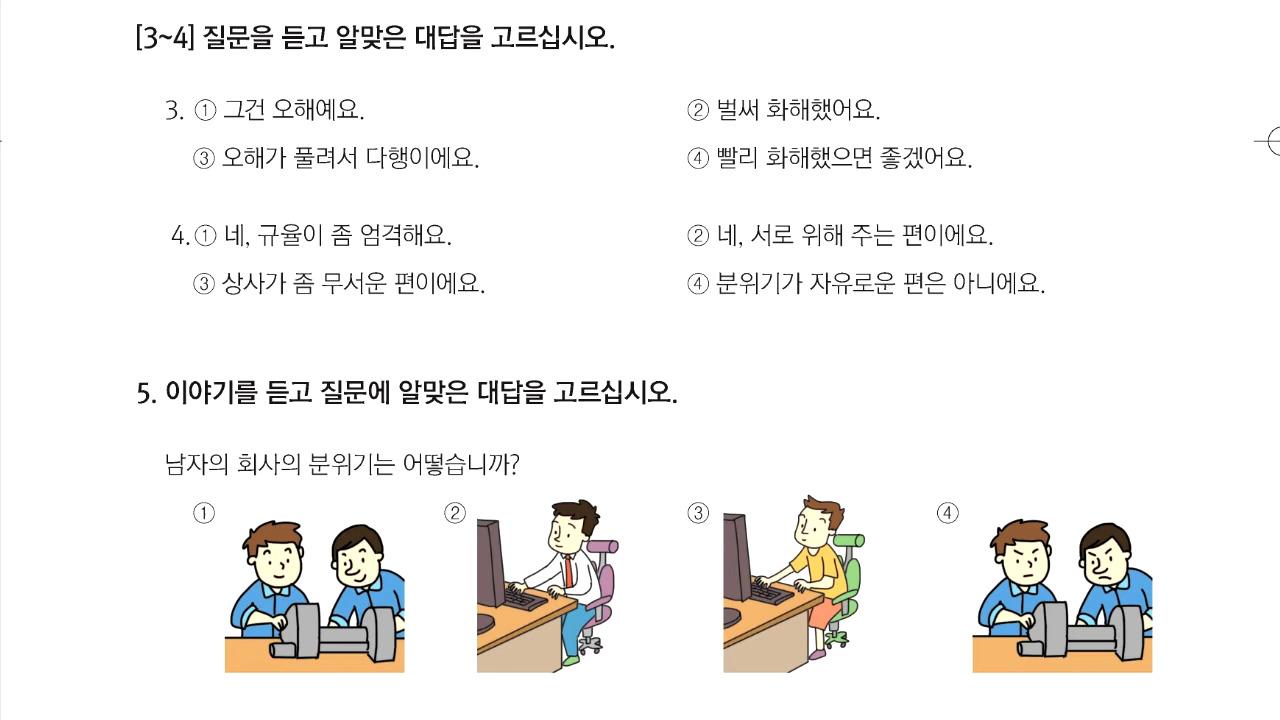 [3~4] 질문을 듣고 알맞은 대답을 고르십시오.
3. ① 그건 오해예요. ② 벌써 화해했어요.
③ 오해가 풀려서 다행이에요. ④ 빨리 화해했으면 좋겠어요.
4. ① 네, 규율이 좀 엄격해요. ② 네, 서로 위해 주는 편이에요.
③ 상사가 좀 무서운 편이에요. ④ 분위기가 자유로운 편은 아니에요.
5. 이야기를 듣고 질문에 알맞은 대답을 고르십시오.
남자의 회사의 분위기는 어떻습니까?
① ② ③ ④